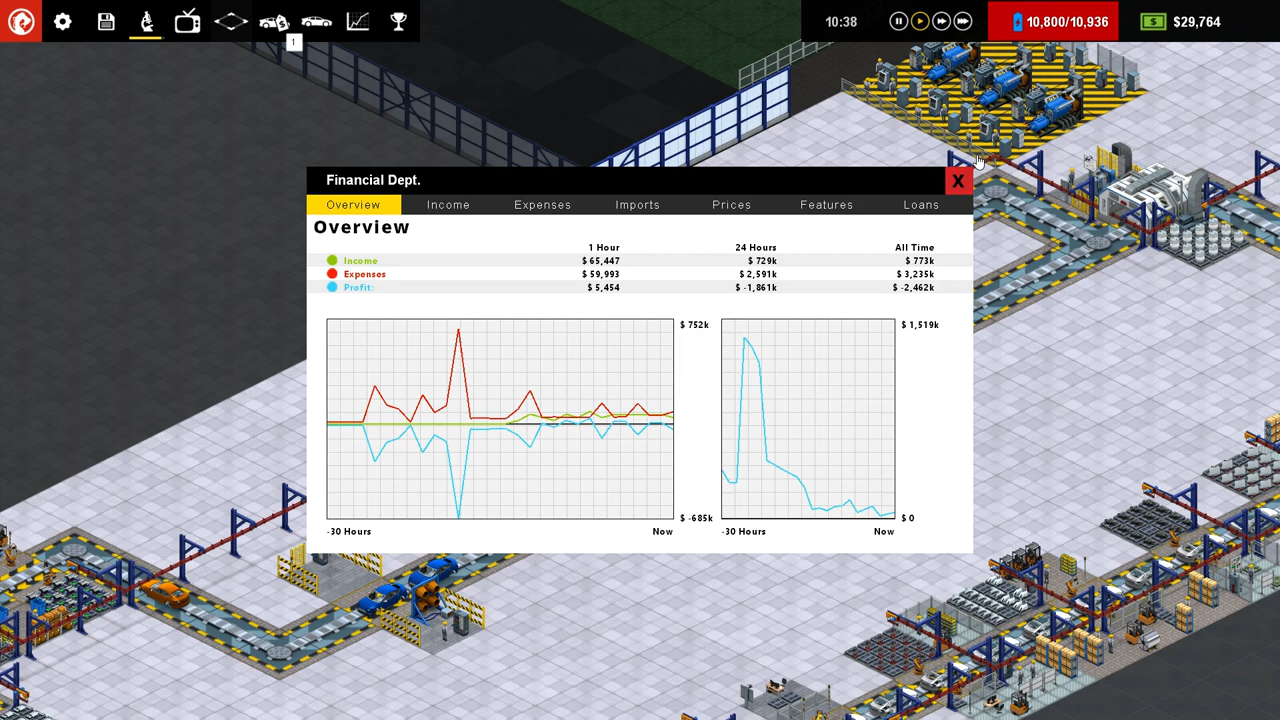 10:38
10,800/10,936
$29,764
1
Financial Dept.
X
Overview Income Expenses Imports Prices Features Loans
Overview
1 Hour 24 Hours All Time
Income $ 65,447 $ 729k $ 773k
Expenses $ 59,993 $ 2,591k $ 3,235k
Profit: $ 5,454 $ -1,861k $ -2,462k
$ 752k $ 1,519k
$ -685k $ 0
-30 Hours Now -30 Hours Now